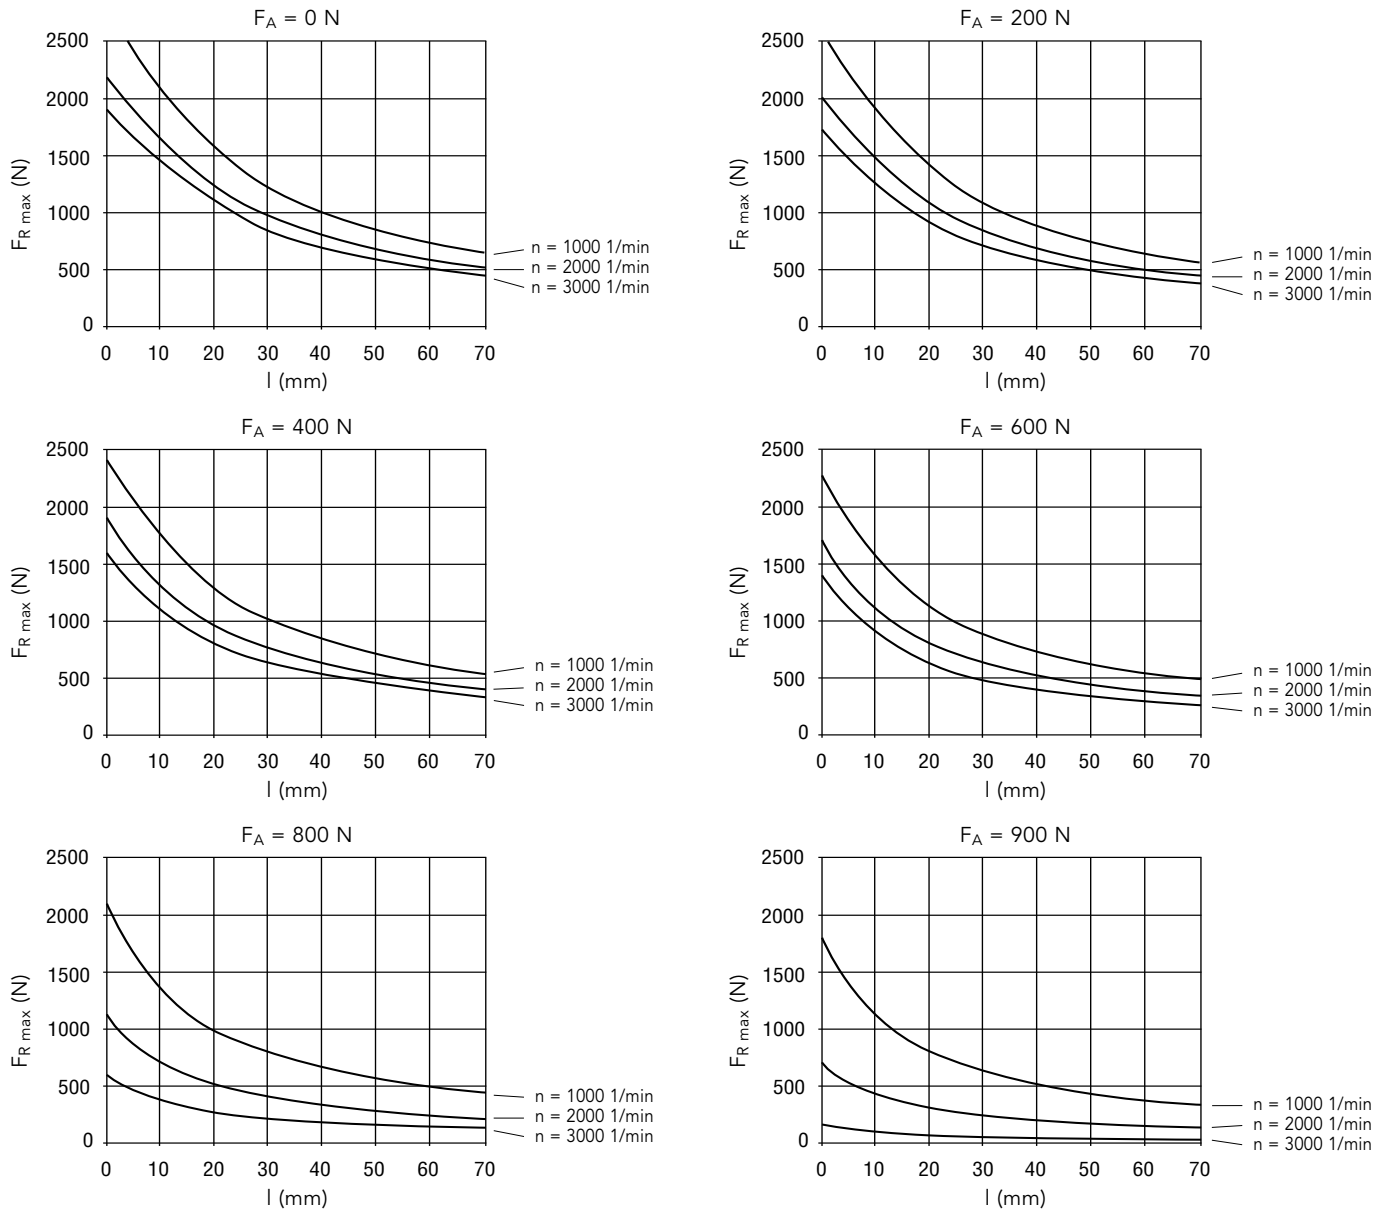 F_A = 0 N
2500
2000
1500
1000
500
0
F_R max (N)
0 10 20 30 40 50 60 70
l (mm)
n = 1000 1/min
n = 2000 1/min
n = 3000 1/min
F_A = 200 N
2500
2000
1500
1000
500
0
F_R max (N)
0 10 20 30 40 50 60 70
l (mm)
n = 1000 1/min
n = 2000 1/min
n = 3000 1/min
F_A = 400 N
2500
2000
1500
1000
500
0
F_R max (N)
0 10 20 30 40 50 60 70
l (mm)
n = 1000 1/min
n = 2000 1/min
n = 3000 1/min
F_A = 600 N
2500
2000
1500
1000
500
0
F_R max (N)
0 10 20 30 40 50 60 70
l (mm)
n = 1000 1/min
n = 2000 1/min
n = 3000 1/min
F_A = 800 N
2500
2000
1500
1000
500
0
F_R max (N)
0 10 20 30 40 50 60 70
l (mm)
n = 1000 1/min
n = 2000 1/min
n = 3000 1/min
F_A = 900 N
2500
2000
1500
1000
500
0
F_R max (N)
0 10 20 30 40 50 60 70
l (mm)
n = 1000 1/min
n = 2000 1/min
n = 3000 1/min